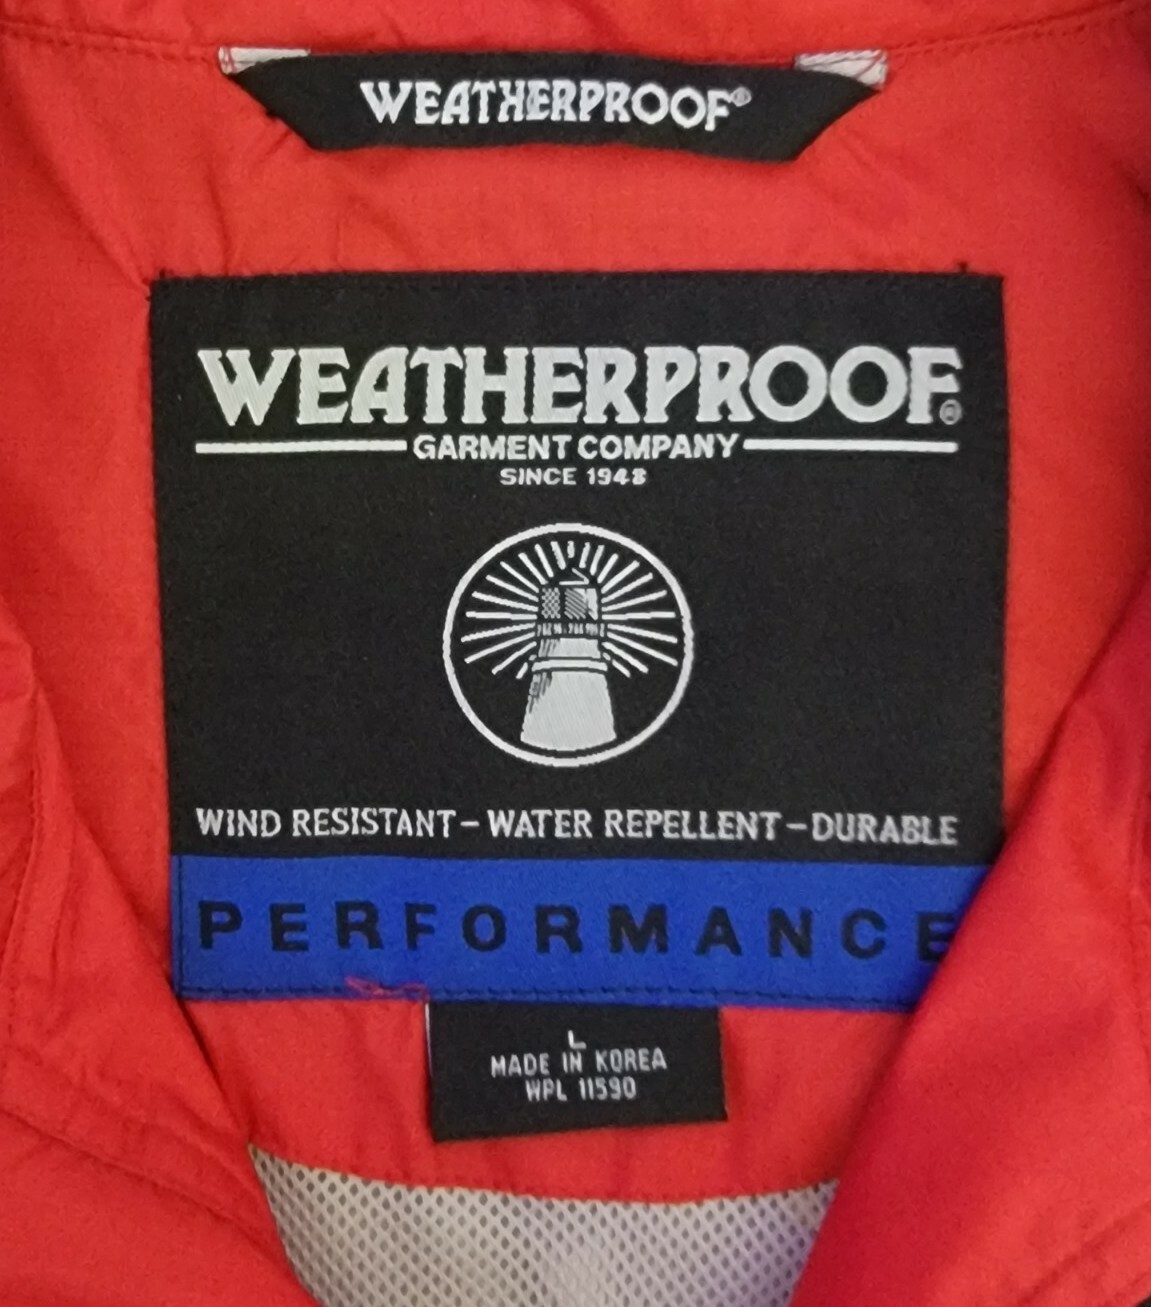 WEATHERPROOF®
WEATHERPROOF®
GARMENT COMPANY
SINCE 1948
WIND RESISTANT – WATER REPELLENT – DURABLE
PERFORMANCE
L
MADE IN KOREA
WPL 11590